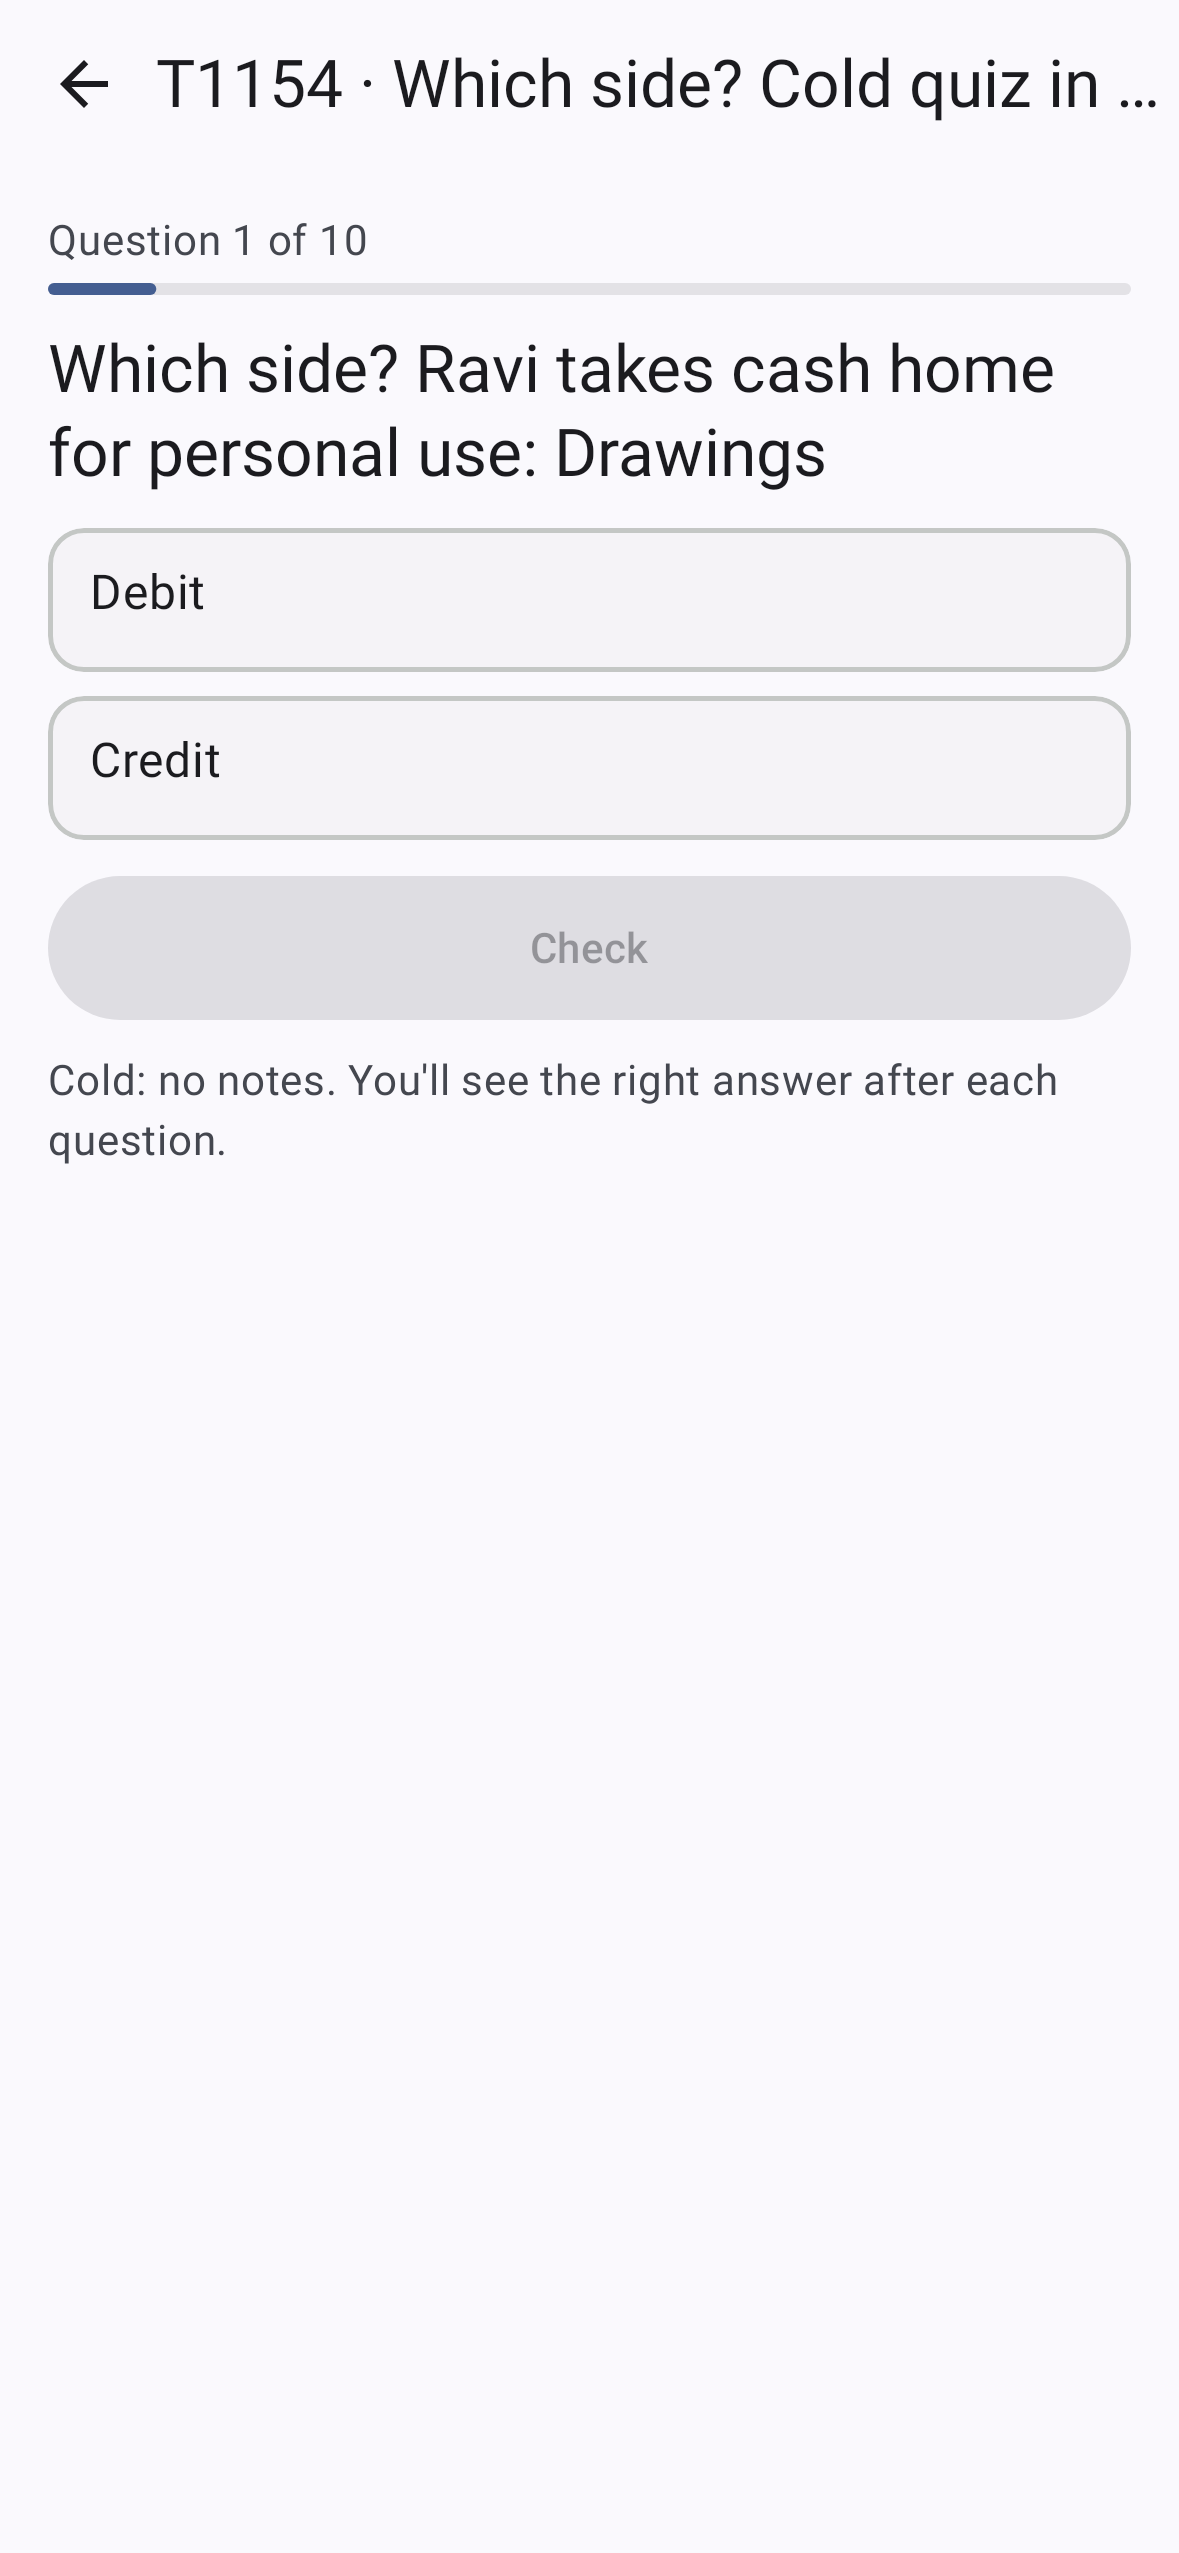 T1154 · Which side? Cold quiz in ...
Question 1 of 10
Which side? Ravi takes cash home
for personal use: Drawings
Debit
Credit
Check
Cold: no notes. You'll see the right answer after each
question.